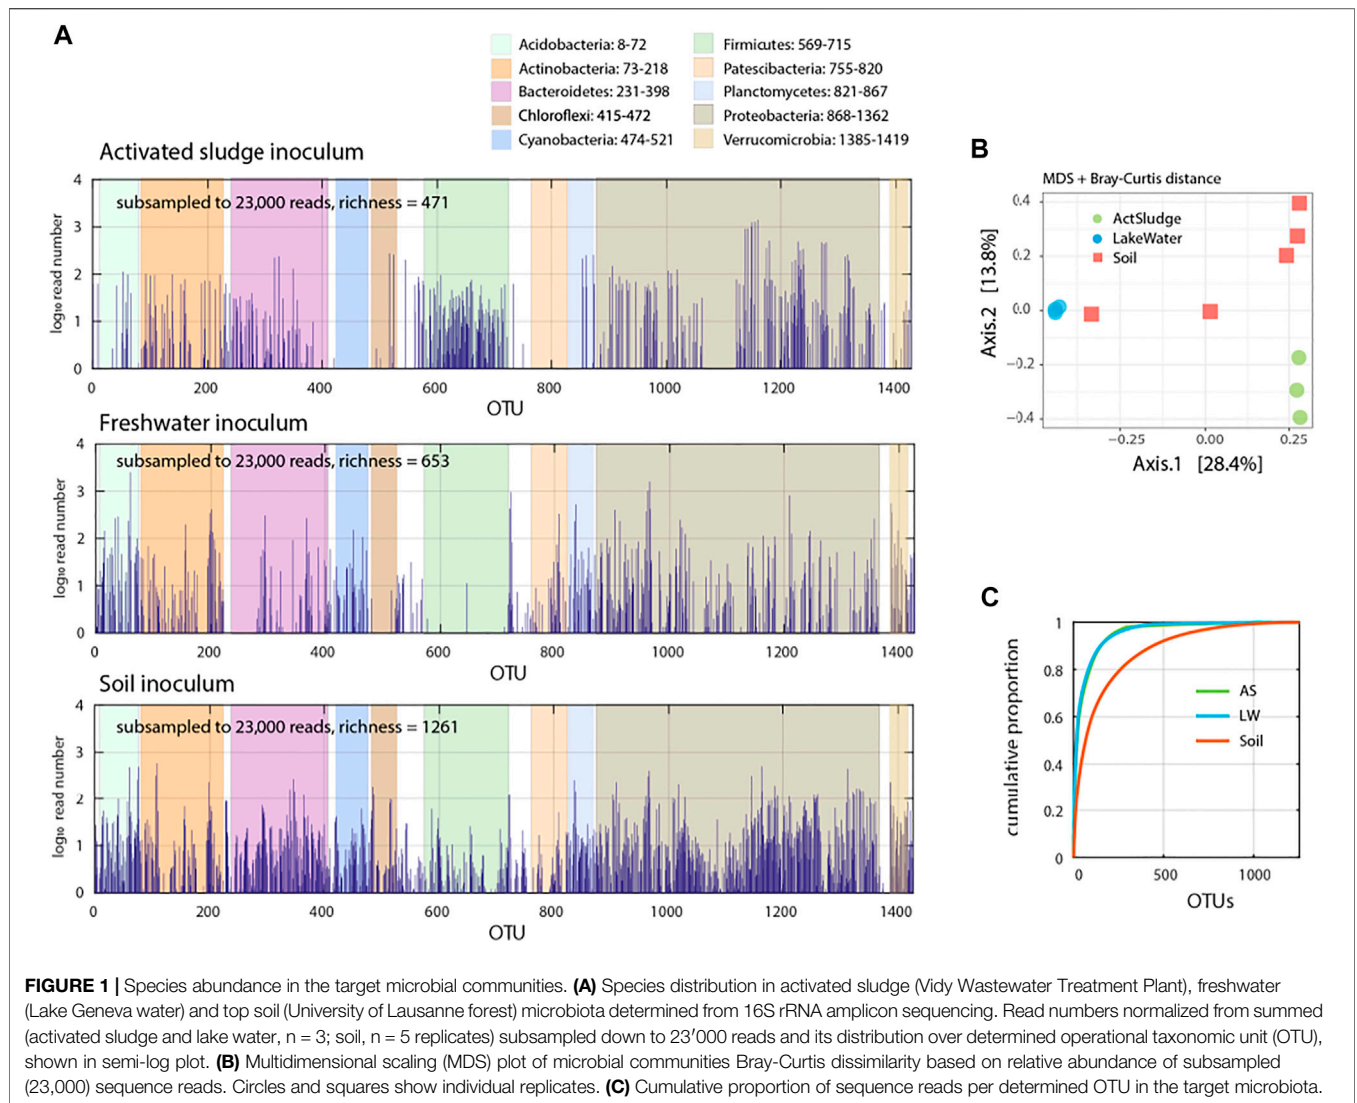 A
Acidobacteria: 8-72
Actinobacteria: 73-218
Bacteroidetes: 231-398
Chloroflexi: 415-472
Cyanobacteria: 474-521
Firmicutes: 569-715
Patescibacteria: 755-820
Planctomycetes: 821-867
Proteobacteria: 868-1362
Verrucomicrobia: 1385-1419
Activated sludge inoculum
subsampled to 23,000 reads, richness = 471
log₁₀ read number
4
3
2
1
0
0 200 400 600 800 1000 1200 1400
OTU
Freshwater inoculum
subsampled to 23,000 reads, richness = 653
log₁₀ read number
4
3
2
1
0
0 200 400 600 800 1000 1200 1400
OTU
Soil inoculum
subsampled to 23,000 reads, richness = 1261
log₁₀ read number
4
3
2
1
0
0 200 400 600 800 1000 1200 1400
OTU
B
MDS + Bray-Curtis distance
ActSludge
LakeWater
Soil
Axis.2 [13.8%]
0.4
0.2
0.0
−0.2
−0.4
−0.25 0.00 0.25
Axis.1 [28.4%]
C
cumulative proportion
1
0.8
0.6
0.4
0.2
0
AS
LW
Soil
0 500 1000
OTUs
FIGURE 1 | Species abundance in the target microbial communities. (A) Species distribution in activated sludge (Vidy Wastewater Treatment Plant), freshwater
(Lake Geneva water) and top soil (University of Lausanne forest) microbiota determined from 16S rRNA amplicon sequencing. Read numbers normalized from summed
(activated sludge and lake water, n = 3; soil, n = 5 replicates) subsampled down to 23′000 reads and its distribution over determined operational taxonomic unit (OTU),
shown in semi-log plot. (B) Multidimensional scaling (MDS) plot of microbial communities Bray-Curtis dissimilarity based on relative abundance of subsampled
(23,000) sequence reads. Circles and squares show individual replicates. (C) Cumulative proportion of sequence reads per determined OTU in the target microbiota.